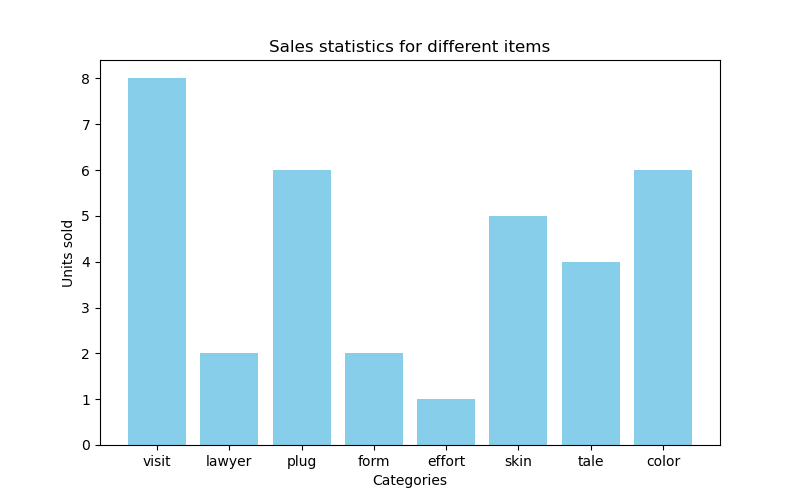 Sales statistics for different items
Units sold
8
7
6
5
4
3
2
1
0
visit lawyer plug form effort skin tale color
Categories